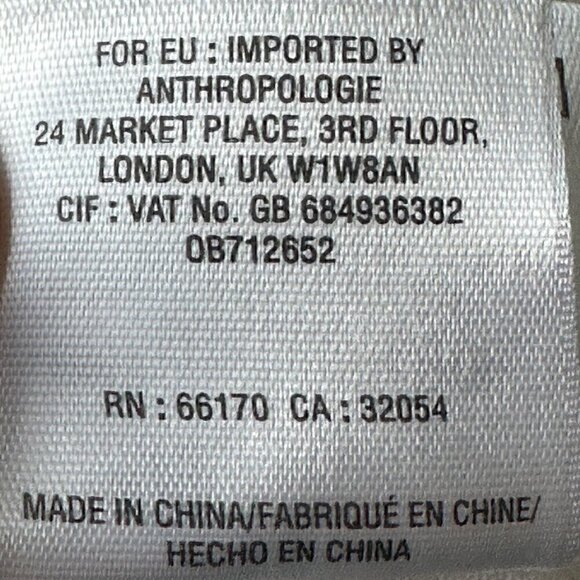 FOR EU : IMPORTED BY
ANTHROPOLOGIE
24 MARKET PLACE, 3RD FLOOR,
LONDON, UK W1W8AN
CIF : VAT No. GB 684936382
OB712652
RN : 66170 CA : 32054
MADE IN CHINA/FABRIQUÉ EN CHINE/
HECHO EN CHINA